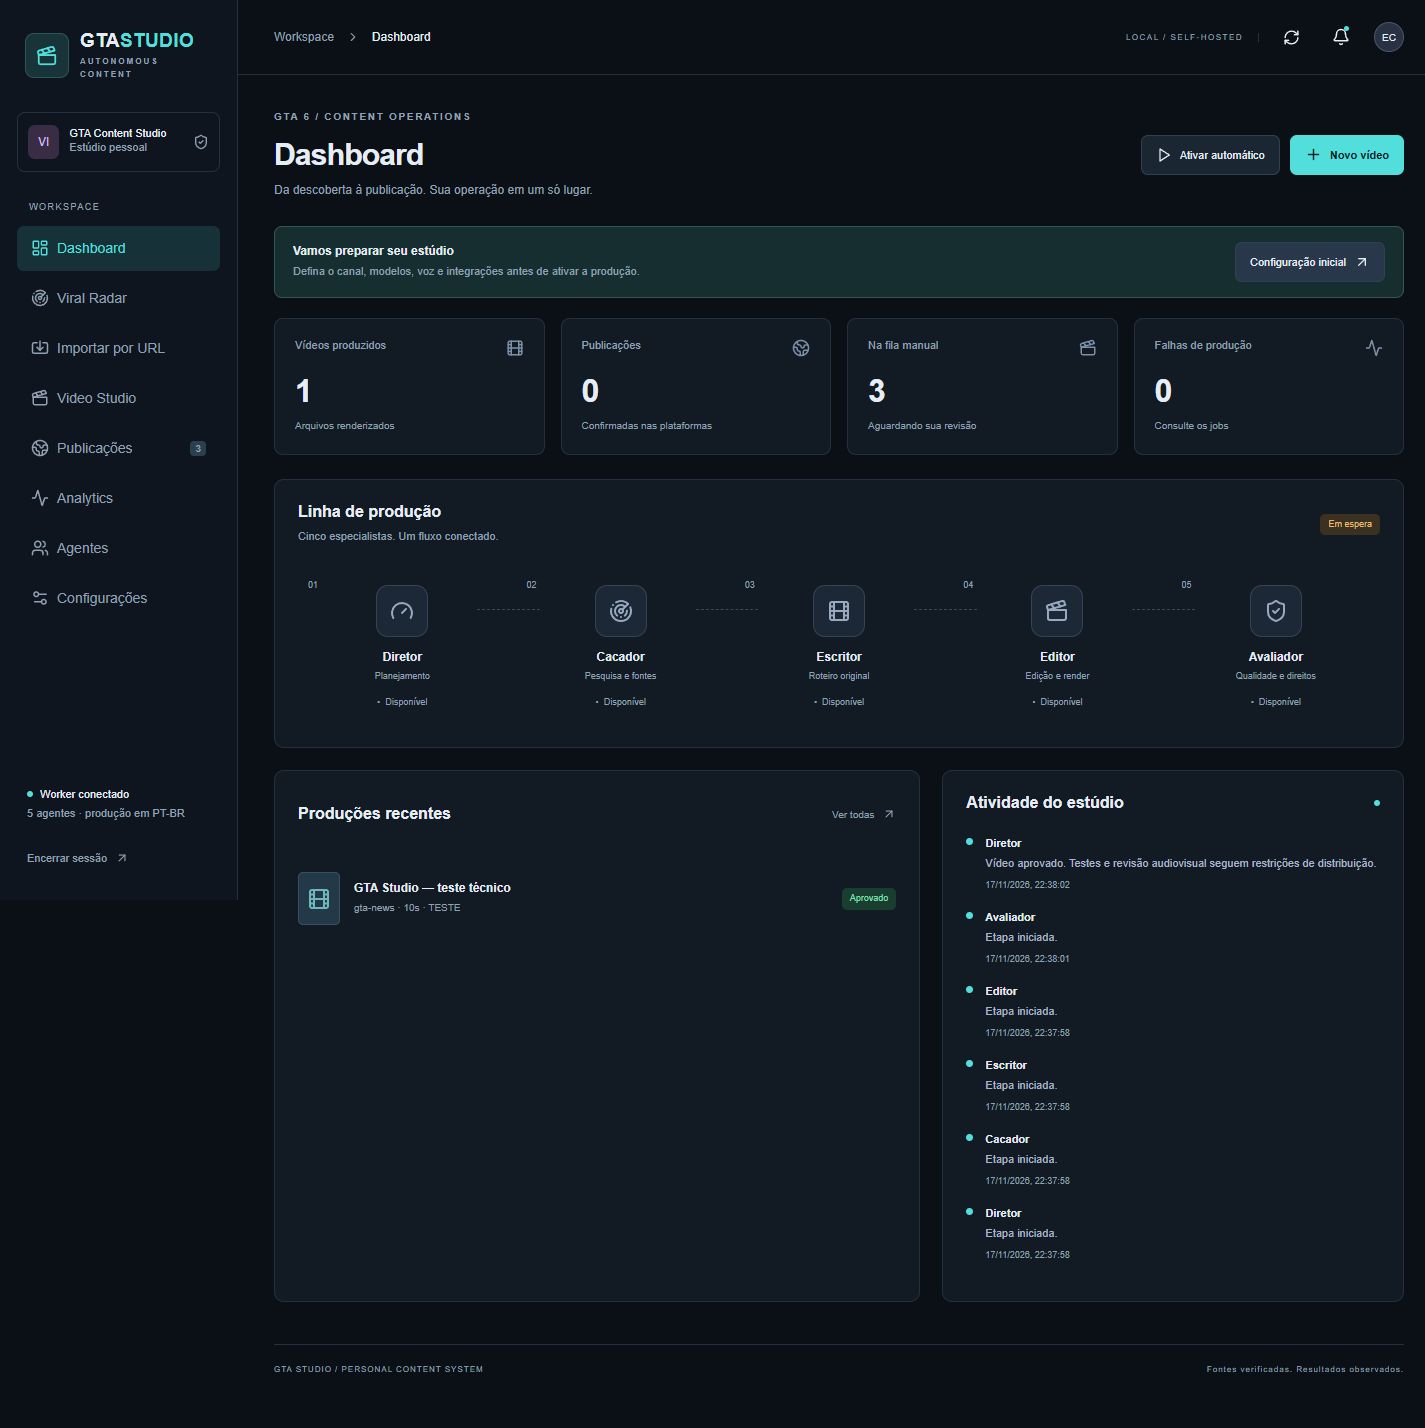 GTASTUDIO
AUTONOMOUS
CONTENT
VI
GTA Content Studio
Estúdio pessoal
WORKSPACE
Dashboard
Viral Radar
Importar por URL
Video Studio
Publicações
3
Analytics
Agentes
Configurações
Worker conectado
5 agentes · produção em PT-BR
Encerrar sessão
Workspace
Dashboard
LOCAL / SELF-HOSTED
EC
GTA 6 / CONTENT OPERATIONS
Dashboard
Da descoberta à publicação. Sua operação em um só lugar.
Ativar automático
Novo vídeo
Vamos preparar seu estúdio
Defina o canal, modelos, voz e integrações antes de ativar a produção.
Configuração inicial
Vídeos produzidos
1
Arquivos renderizados
Publicações
0
Confirmadas nas plataformas
Na fila manual
3
Aguardando sua revisão
Falhas de produção
0
Consulte os jobs
Linha de produção
Cinco especialistas. Um fluxo conectado.
Em espera
01
Diretor
Planejamento
• Disponível
02
Cacador
Pesquisa e fontes
• Disponível
03
Escritor
Roteiro original
• Disponível
04
Editor
Edição e render
• Disponível
05
Avaliador
Qualidade e direitos
• Disponível
Produções recentes
Ver todas
GTA Studio — teste técnico
gta-news · 10s · TESTE
Aprovado
Atividade do estúdio
Diretor
Vídeo aprovado. Testes e revisão audiovisual seguem restrições de distribuição.
17/11/2026, 22:38:02
Avaliador
Etapa iniciada.
17/11/2026, 22:38:01
Editor
Etapa iniciada.
17/11/2026, 22:37:58
Escritor
Etapa iniciada.
17/11/2026, 22:37:58
Cacador
Etapa iniciada.
17/11/2026, 22:37:58
Diretor
Etapa iniciada.
17/11/2026, 22:37:58
GTA STUDIO / PERSONAL CONTENT SYSTEM
Fontes verificadas. Resultados observados.